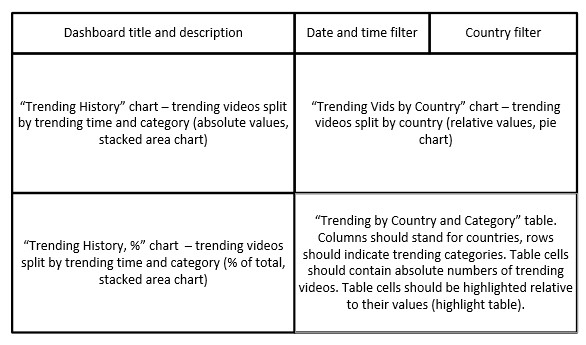 Dashboard title and description
Date and time filter
Country filter
“Trending History” chart – trending videos split
by trending time and category (absolute values,
stacked area chart)
“Trending Vids by Country” chart – trending
videos split by country (relative values, pie
chart)
“Trending History, %” chart – trending videos
split by trending time and category (% of total,
stacked area chart)
“Trending by Country and Category” table.
Columns should stand for countries, rows
should indicate trending categories. Table cells
should contain absolute numbers of trending
videos. Table cells should be highlighted relative
to their values (highlight table).